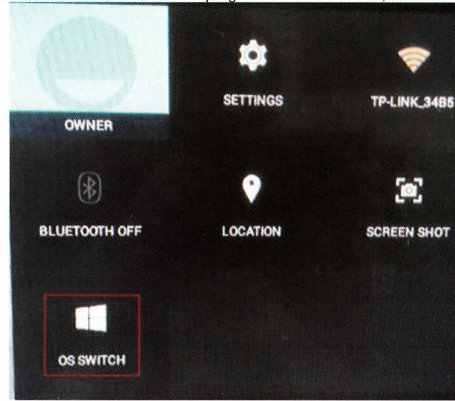 SETTINGS
TP-LINK_34B5
OWNER
BLUETOOTH OFF
LOCATION
SCREEN SHOT
OS SWITCH